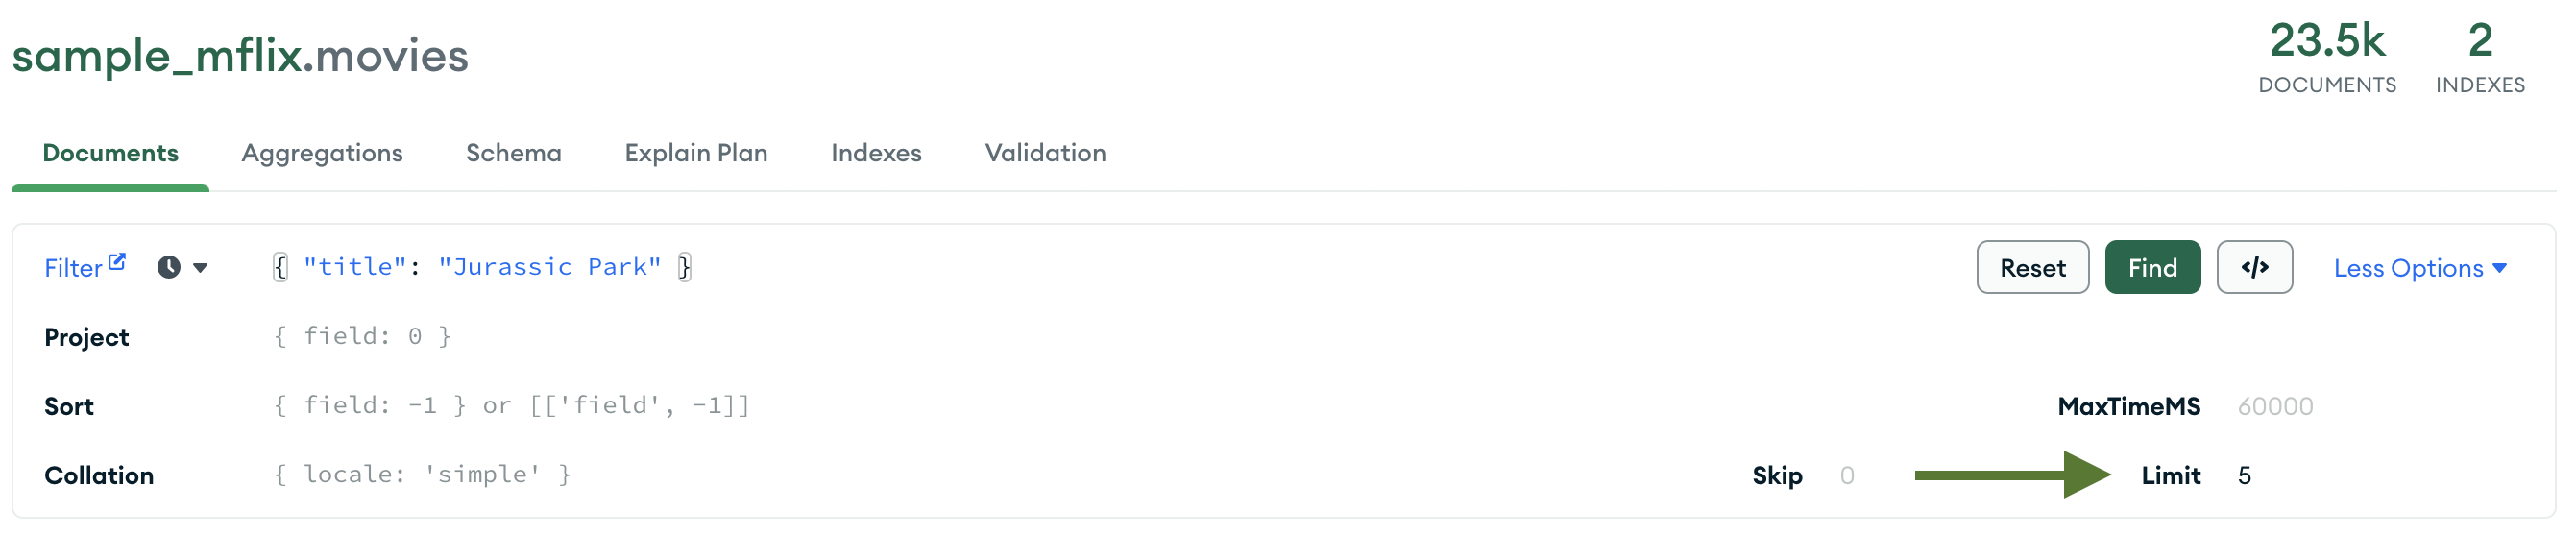 sample_mflix.movies
23.5k
DOCUMENTS
2
INDEXES
Documents Aggregations Schema Explain Plan Indexes Validation
Filter { "title": "Jurassic Park" } Reset Find </> Less Options
Project { field: 0 }
Sort { field: -1 } or [['field', -1]] MaxTimeMS 60000
Collation { locale: 'simple' } Skip 0 Limit 5